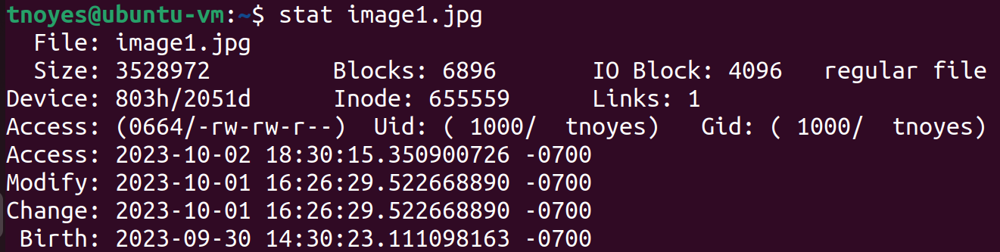 tnoyes@ubuntu-vm:~$ stat image1.jpg
  File: image1.jpg
  Size: 3528972         Blocks: 6896       IO Block: 4096   regular file
Device: 803h/2051d      Inode: 655559      Links: 1
Access: (0664/-rw-rw-r--)  Uid: ( 1000/  tnoyes)   Gid: ( 1000/  tnoyes)
Access: 2023-10-02 18:30:15.350900726 -0700
Modify: 2023-10-01 16:26:29.522668890 -0700
Change: 2023-10-01 16:26:29.522668890 -0700
 Birth: 2023-09-30 14:30:23.111098163 -0700